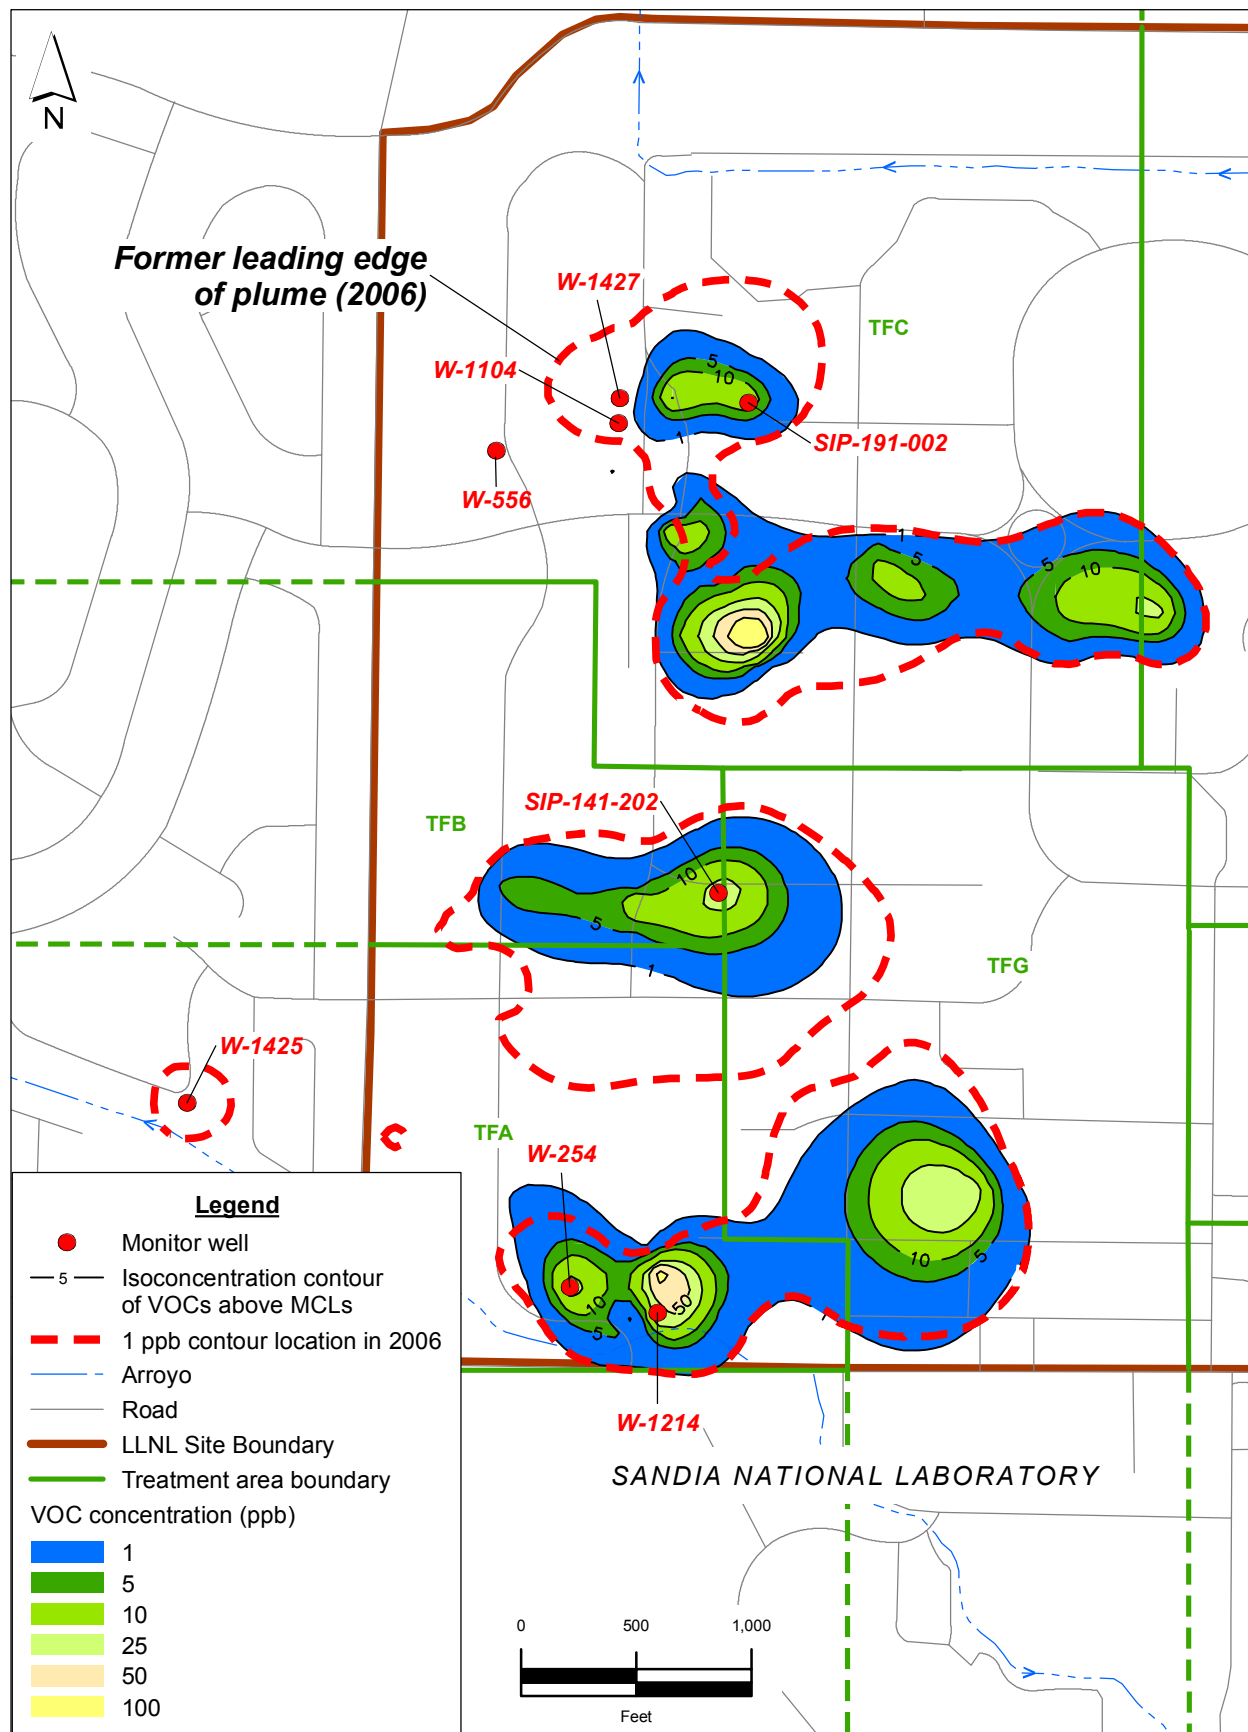 N
Former leading edge
of plume (2006)
W-1427
TFC
W-1104
5
10
1
SIP-191-002
W-556
1
5
5
10
SIP-141-202
TFB
10
5
1
TFG
W-1425
TFA
W-254
10
5
10
50
5
1
W-1214
SANDIA NATIONAL LABORATORY
Legend
Monitor well
5 Isoconcentration contour
of VOCs above MCLs
1 ppb contour location in 2006
Arroyo
Road
LLNL Site Boundary
Treatment area boundary
VOC concentration (ppb)
1
5
10
25
50
100
0 500 1,000
Feet